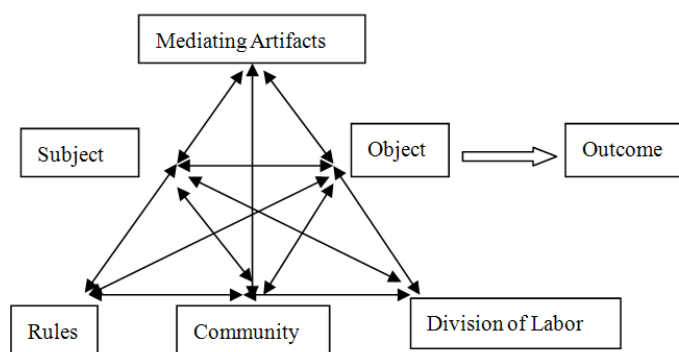 Mediating Artifacts
Subject
Object
Outcome
Rules
Community
Division of Labor